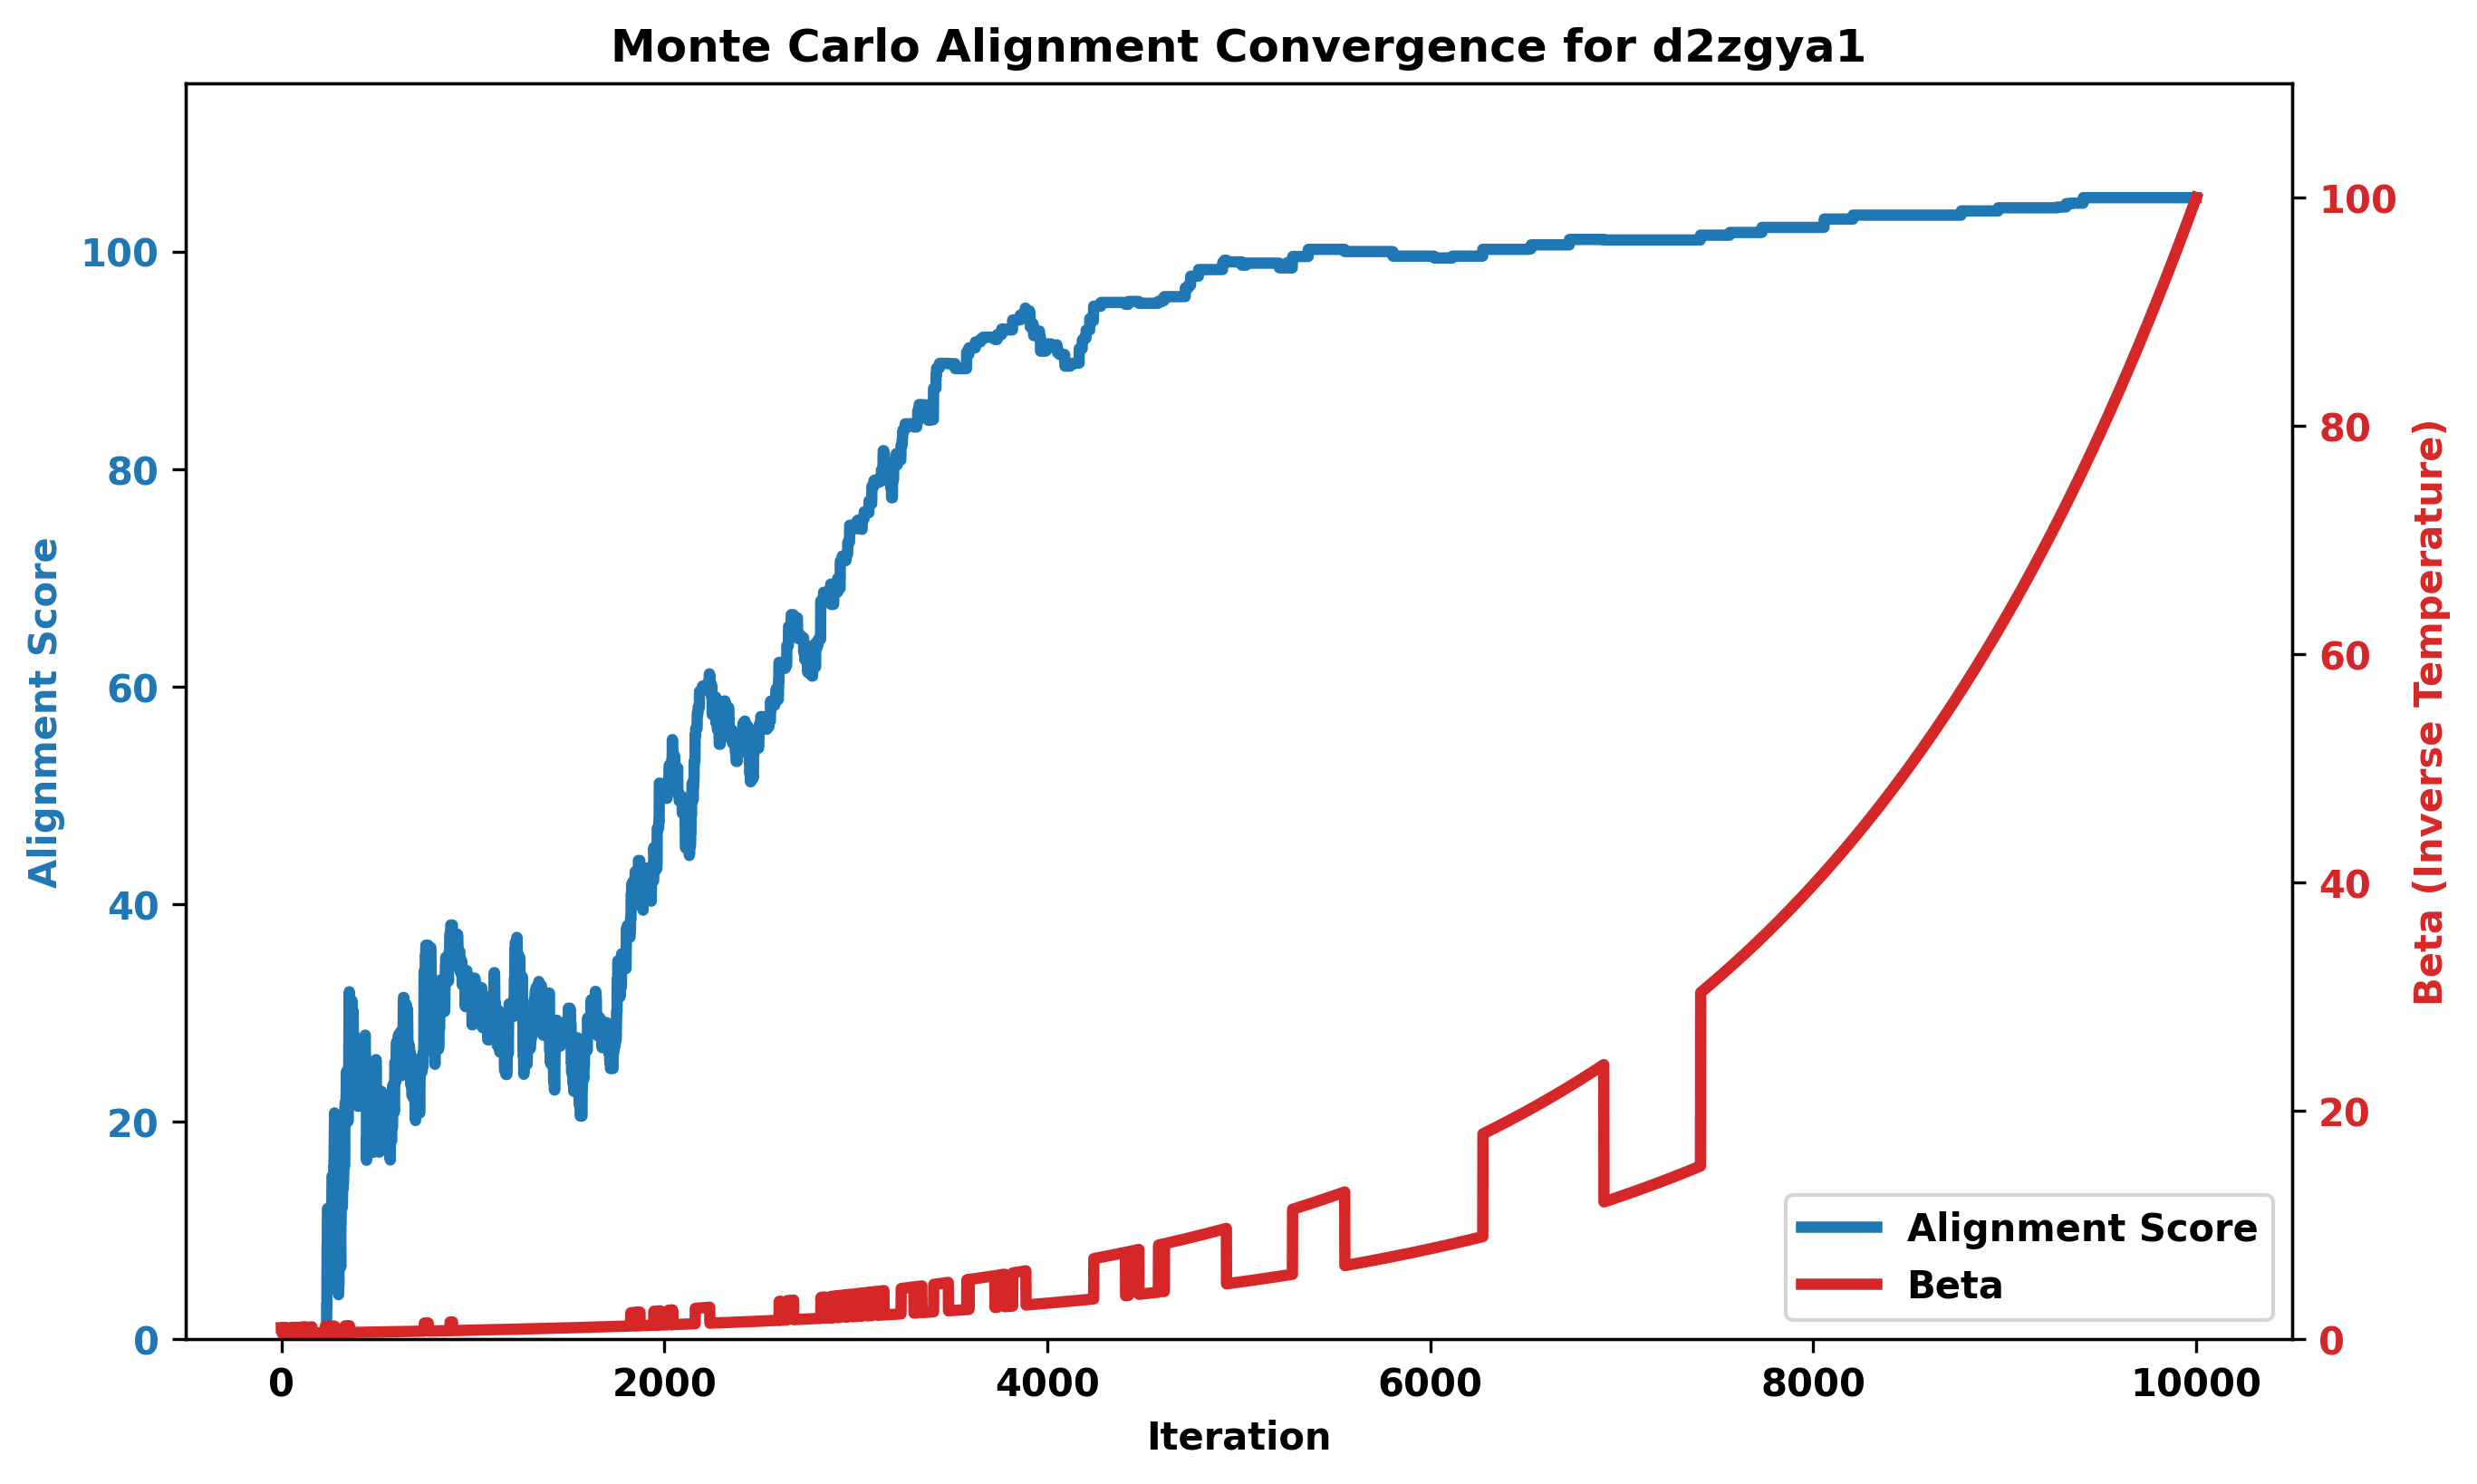 Monte Carlo Alignment Convergence for d2zgya1
100
80
60
40
20
0
Alignment Score
100
80
60
40
20
0
Beta (Inverse Temperature)
Alignment Score
Beta
0 2000 4000 6000 8000 10000
Iteration